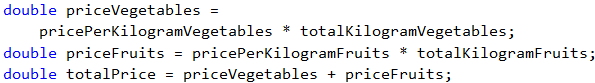 double priceVegetables =
    pricePerKilogramVegetables * totalKilogramVegetables;
double priceFruits = pricePerKilogramFruits * totalKilogramFruits;
double totalPrice = priceVegetables + priceFruits;